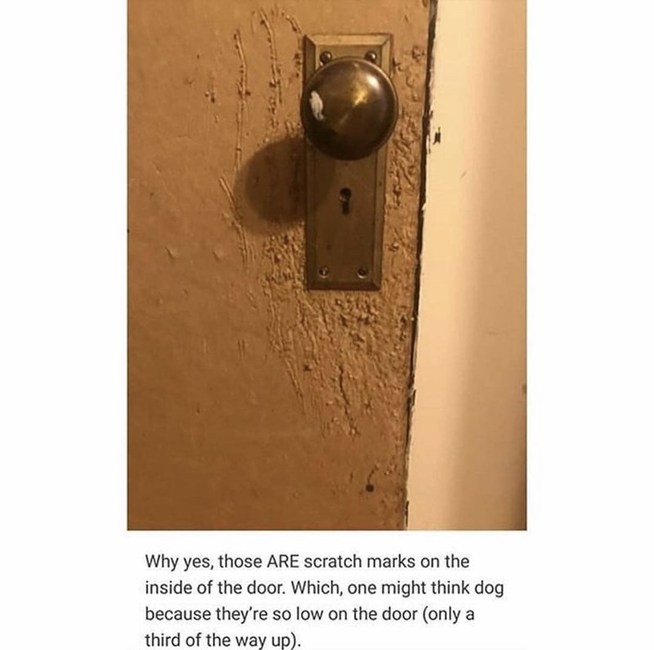 Why yes, those ARE scratch marks on the
inside of the door. Which, one might think dog
because they're so low on the door (only a
third of the way up).